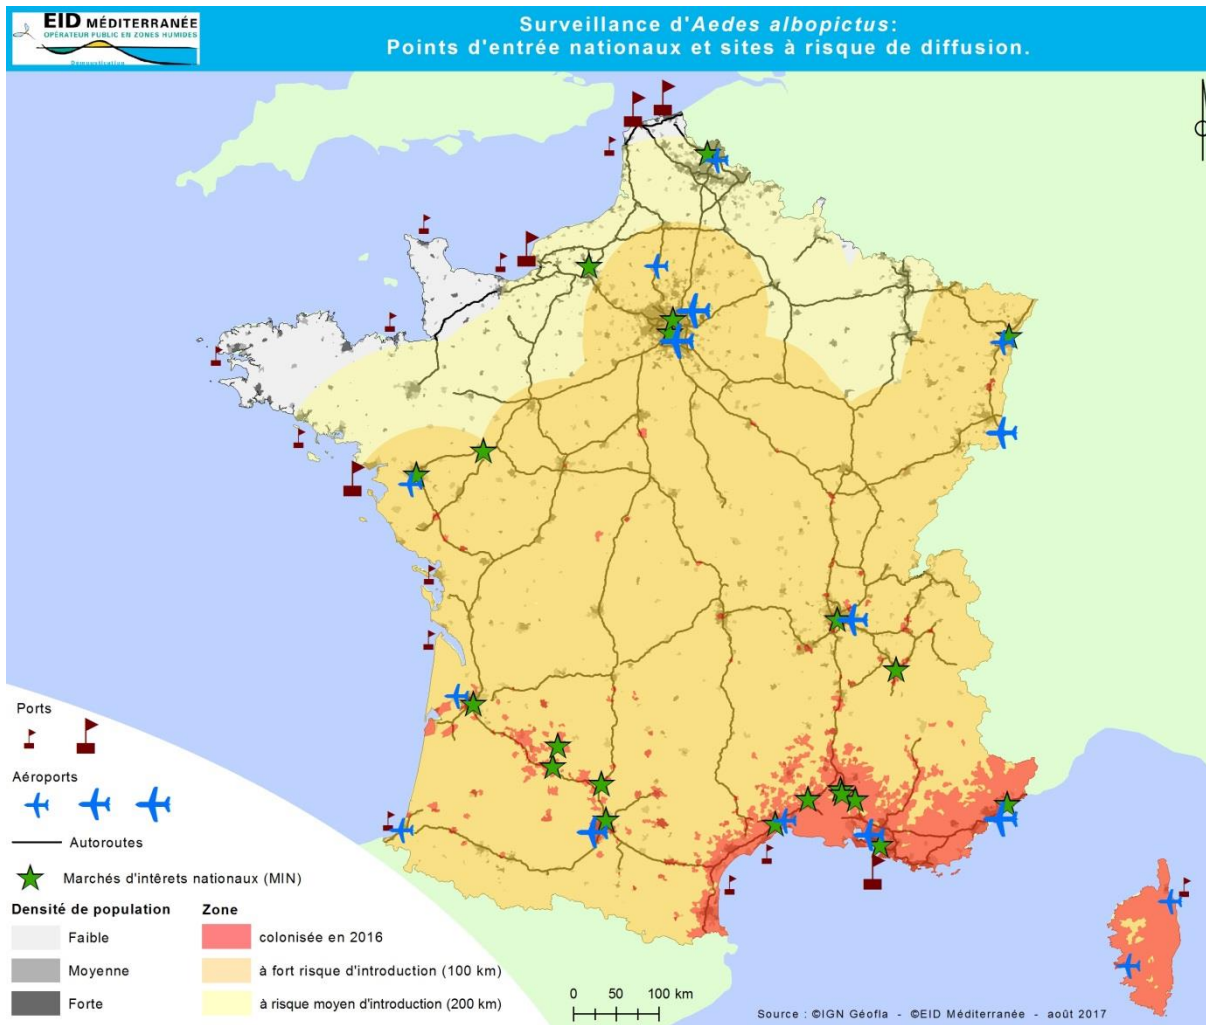 EID MÉDITERRANÉE
OPÉRATEUR PUBLIC EN ZONES HUMIDES
Démoustication
Surveillance d'Aedes albopictus:
Points d'entrée nationaux et sites à risque de diffusion.
N
Ports
Aéroports
Autoroutes
Marchés d'intêrets nationaux (MIN)
Densité de population
Faible
Moyenne
Forte
Zone
colonisée en 2016
à fort risque d'introduction (100 km)
à risque moyen d'introduction (200 km)
0 50 100 km
Source : ©IGN Géofla - ©EID Méditerranée - août 2017